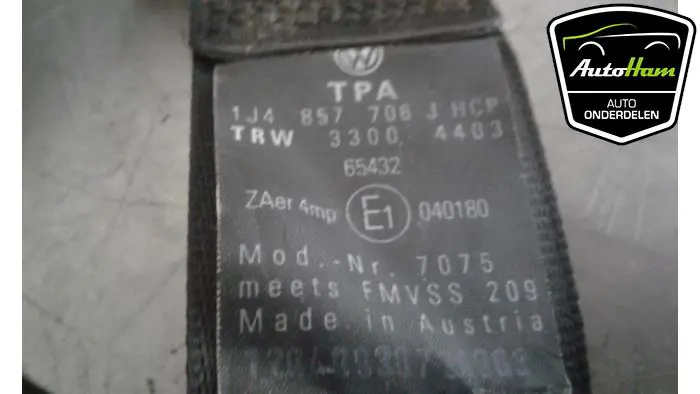 TPA
1J4 857 706 J HCP
TRW 3300 4403
65432
ZAer 4mp E1 040180
Mod.-Nr. 7075
meets FMVSS 209
Made in Austria
AutoHam
AUTO
ONDERDELEN